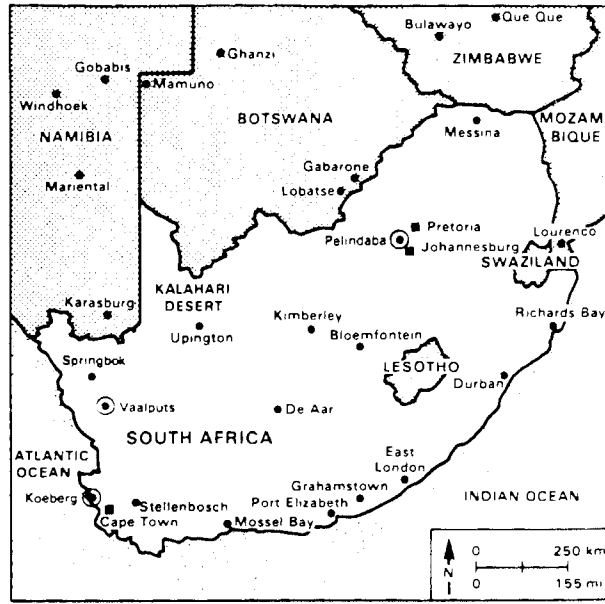 Que Que
Bulawayo
ZIMBABWE
Ghanzi
Gobabis
Mamuno
Windhoek
NAMIBIA
BOTSWANA
MOZAM
BIQUE
Messina
Mariental
Gabarone
Lobatse
Pretoria
Pelindaba
Johannesburg
Lourenco
SWAZILAND
KALAHARI
DESERT
Karasburg
Upington
Kimberley
Bloemfontein
Richards Bay
Springbok
LESOTHO
Durban
Vaalputs
De Aar
SOUTH AFRICA
ATLANTIC
OCEAN
East
London
Koeberg
Stellenbosch
Grahamstown
Port Elizabeth
Cape Town
Mossel Bay
INDIAN OCEAN
N
0 250 km
0 155 mi